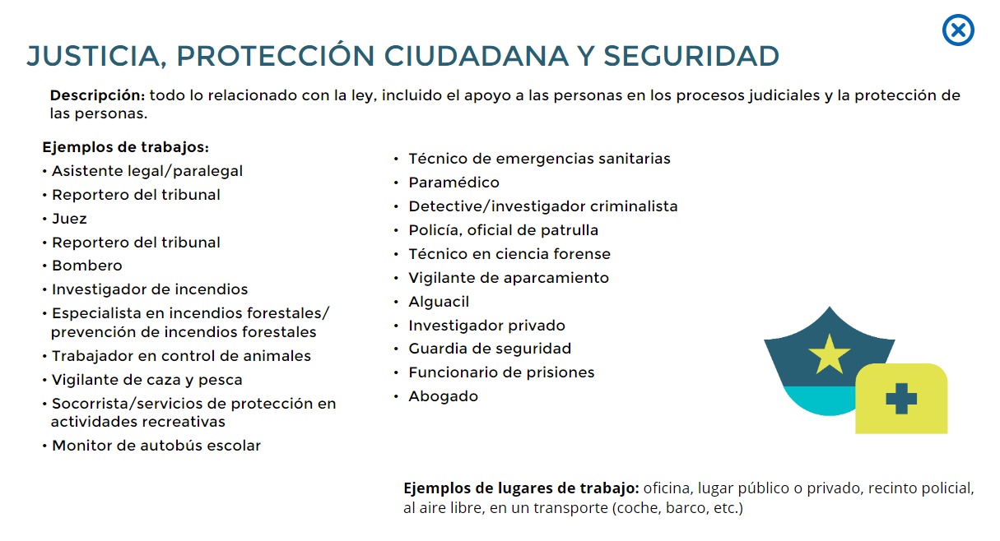 JUSTICIA, PROTECCIÓN CIUDADANA Y SEGURIDAD
Descripción: todo lo relacionado con la ley, incluido el apoyo a las personas en los procesos judiciales y la protección de
las personas.
Ejemplos de trabajos:
• Asistente legal/paralegal
• Reportero del tribunal
• Juez
• Reportero del tribunal
• Bombero
• Investigador de incendios
• Especialista en incendios forestales/
prevención de incendios forestales
• Trabajador en control de animales
• Vigilante de caza y pesca
• Socorrista/servicios de protección en
actividades recreativas
• Monitor de autobús escolar
• Técnico de emergencias sanitarias
• Paramédico
• Detective/investigador criminalista
• Policía, oficial de patrulla
• Técnico en ciencia forense
• Vigilante de aparcamiento
• Alguacil
• Investigador privado
• Guardia de seguridad
• Funcionario de prisiones
• Abogado
Ejemplos de lugares de trabajo: oficina, lugar público o privado, recinto policial,
al aire libre, en un transporte (coche, barco, etc.)